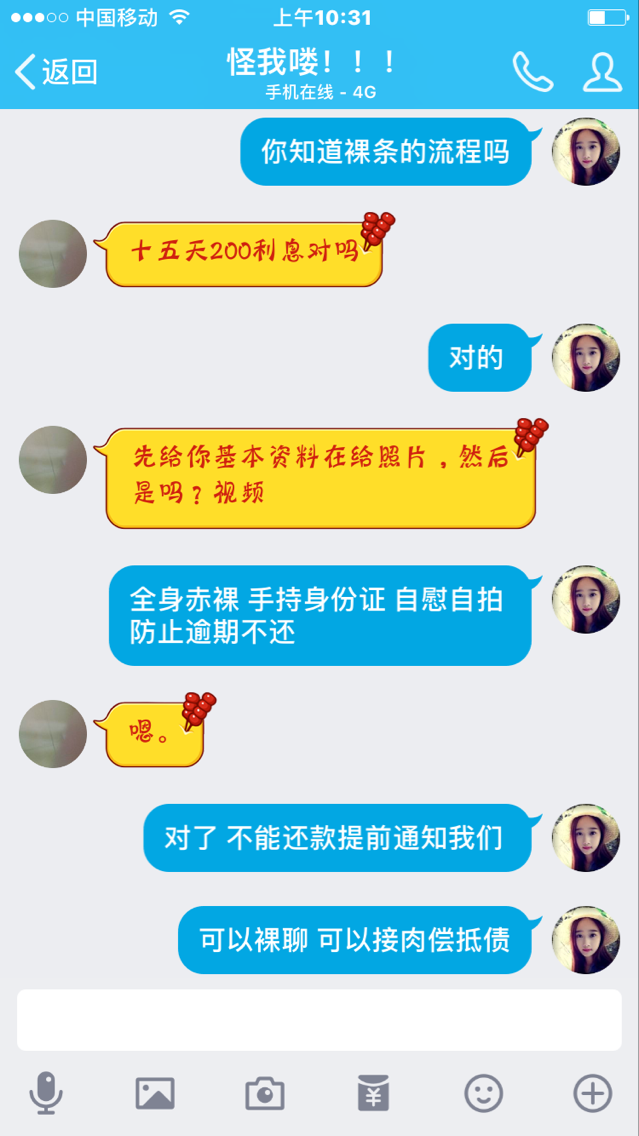 中国移动 上午10:31
返回 怪我喽！！！
手机在线 - 4G
你知道裸条的流程吗
十五天200利息对吗
对的
先给你基本资料在给照片，然后
是吗？视频
全身赤裸 手持身份证 自慰自拍
防止逾期不还
嗯。
对了 不能还款提前通知我们
可以裸聊 可以接肉偿抵债